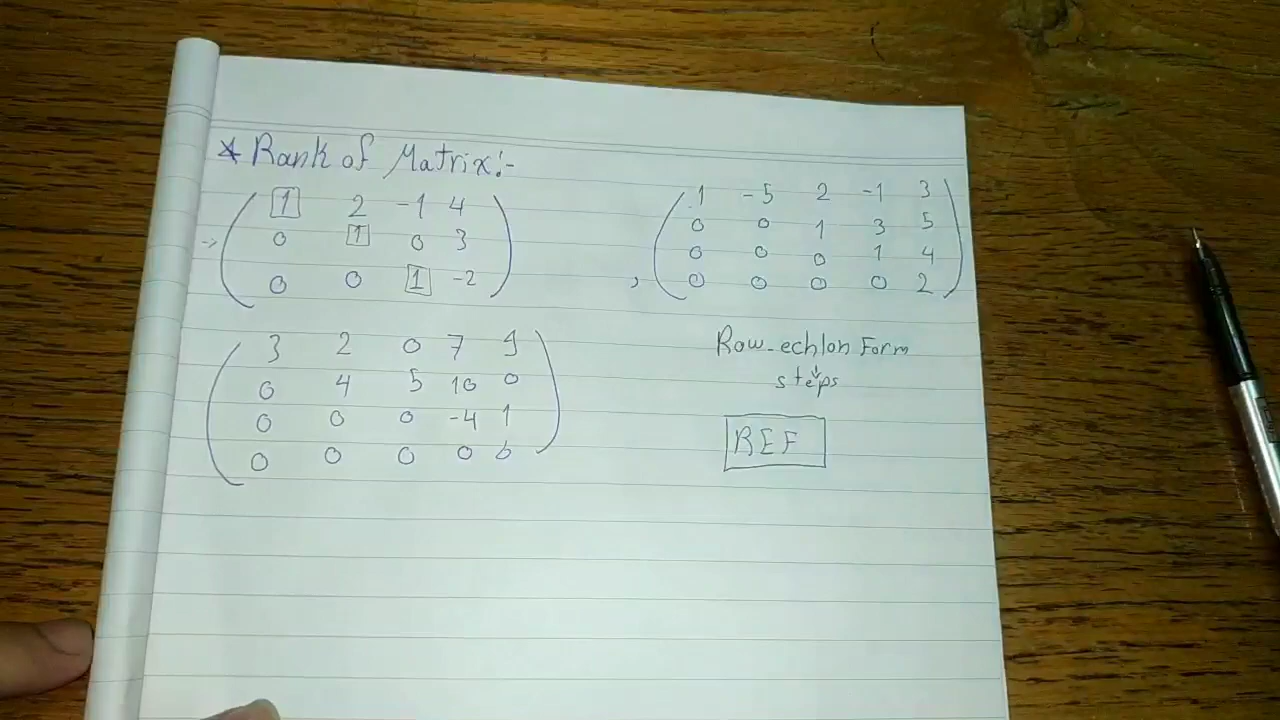 * Rank of Matrix:-
→ ( 1 2 -1 4
0 1 0 3
0 0 1 -2 )
, ( 1 -5 2 -1 3
0 0 1 3 5
0 0 0 1 4
0 0 0 0 2 )
( 3 2 0 7 9
0 4 5 10 0
0 0 0 -4 1
0 0 0 0 6 )
Row-echlon Form
steps
REF